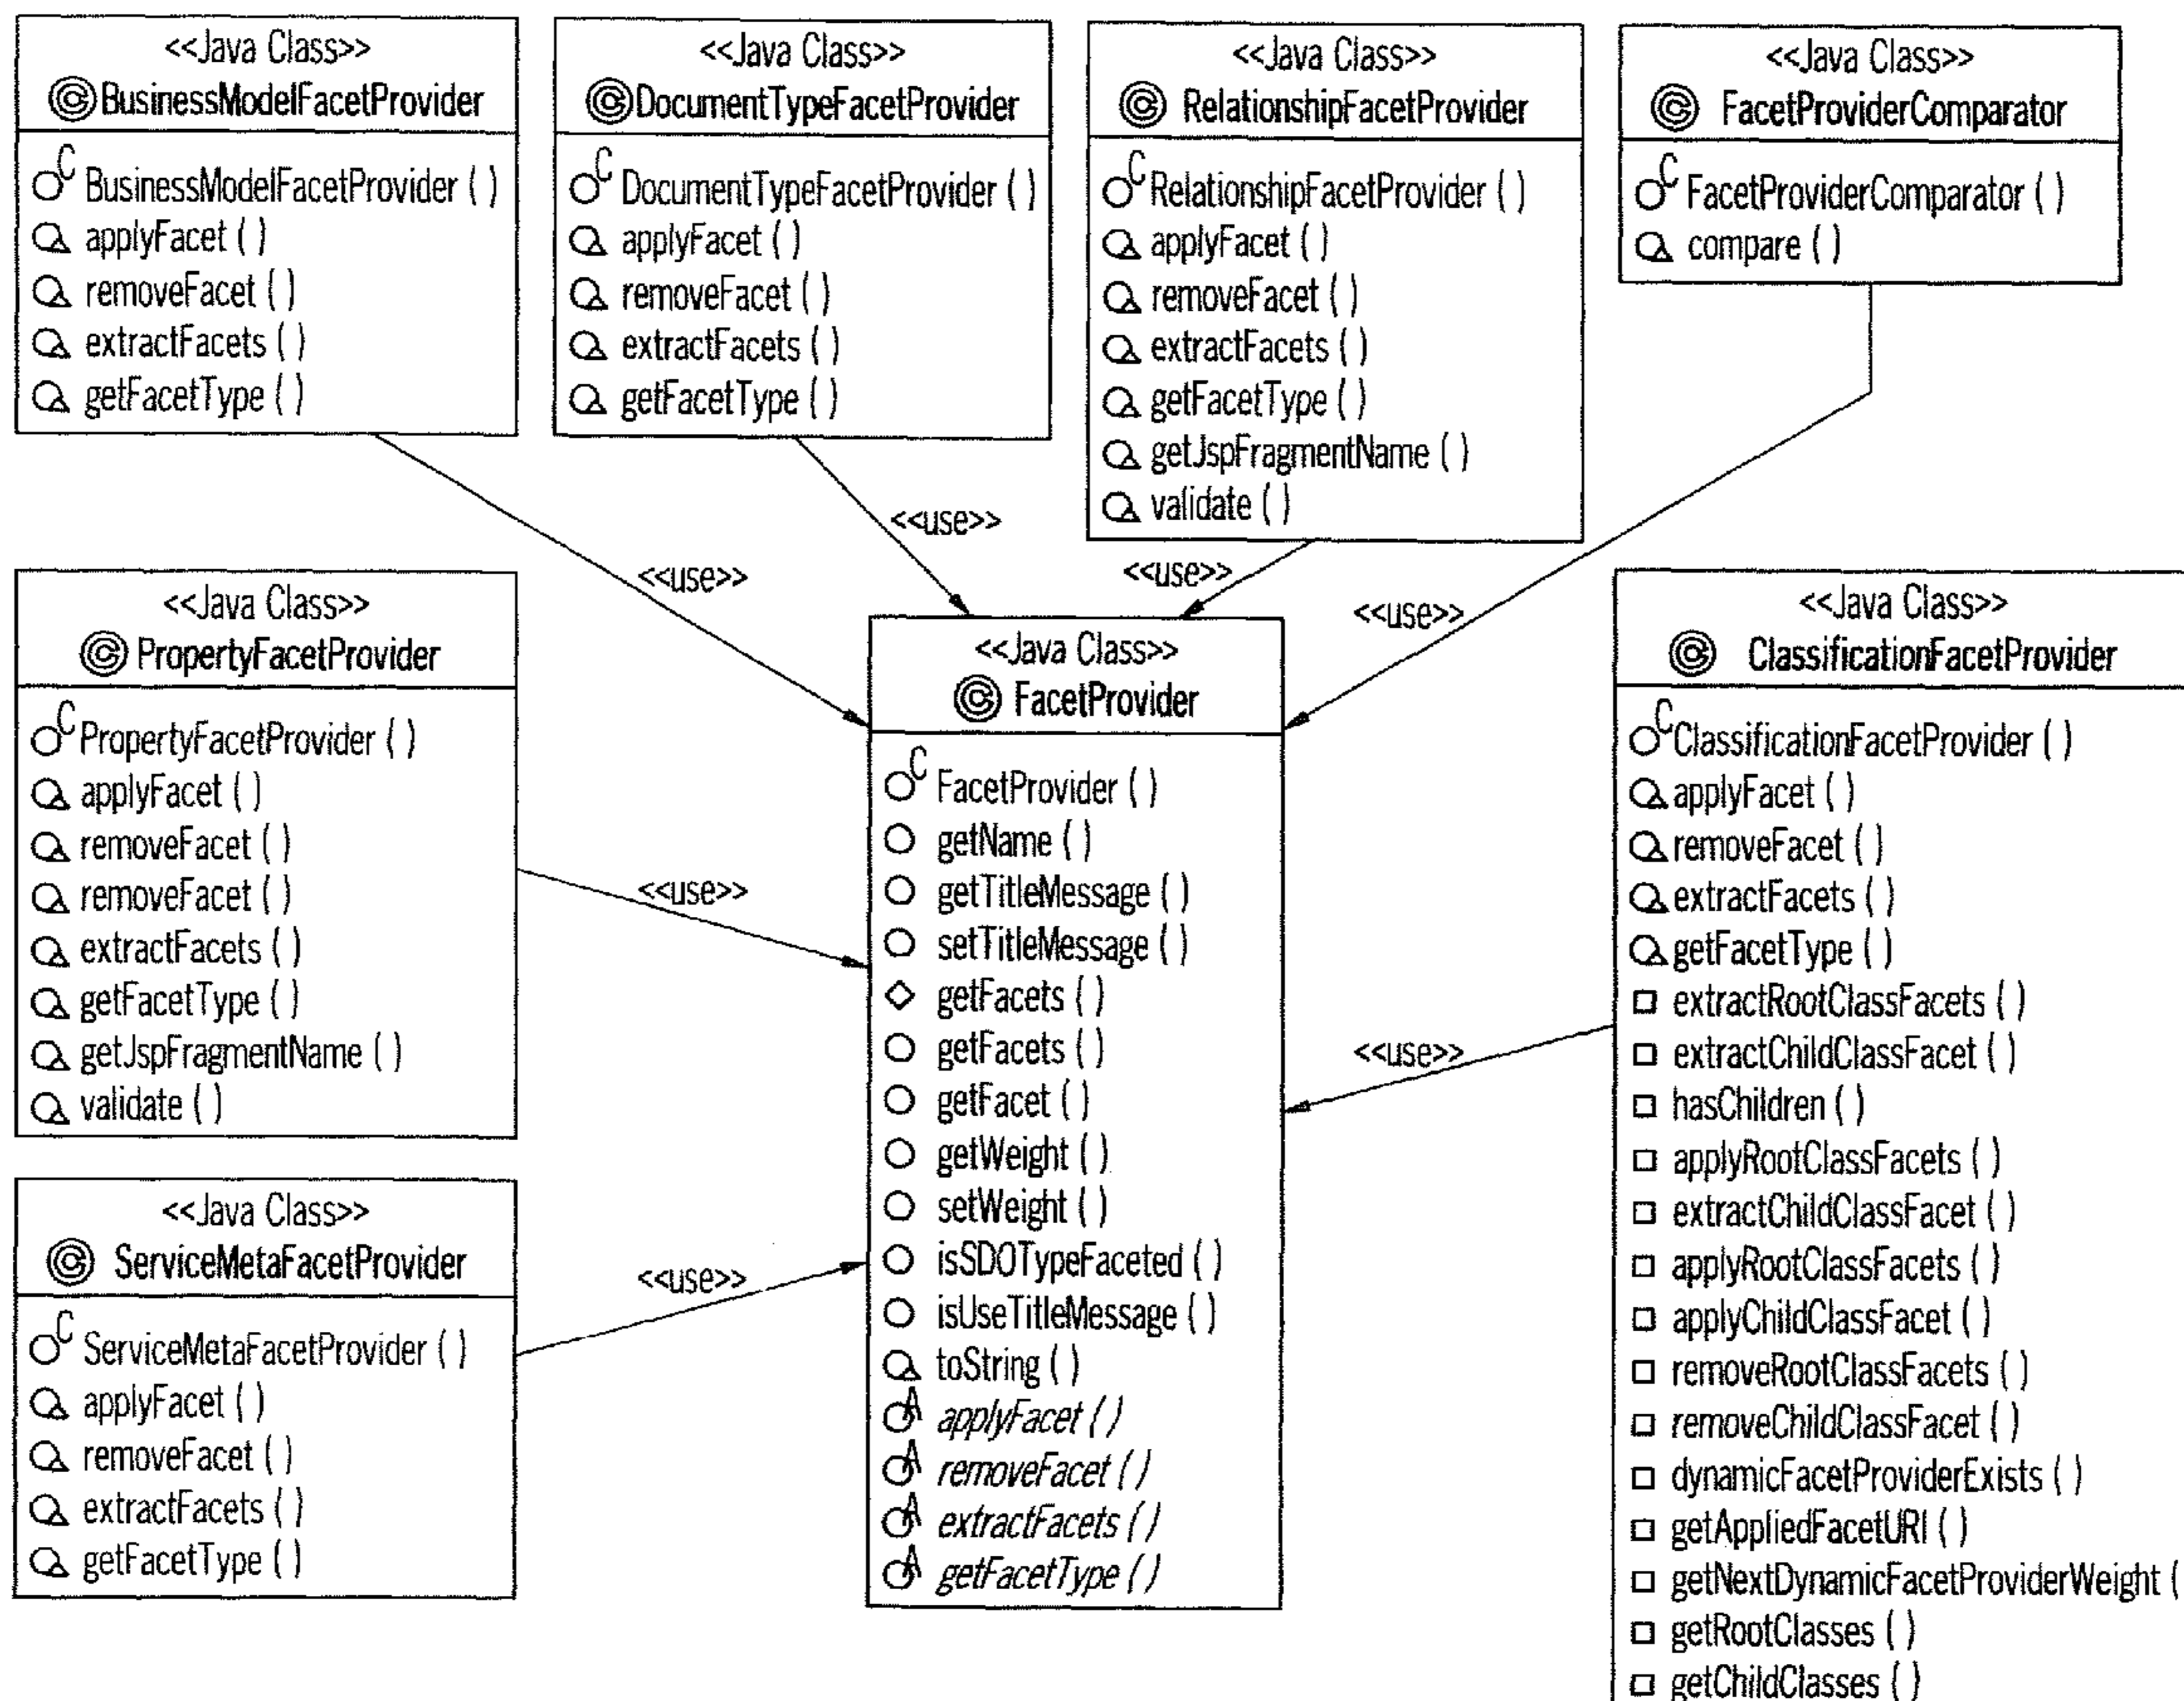 <<Java Class>>
BusinessModelFacetProvider
BusinessModelFacetProvider ( )
applyFacet ( )
removeFacet ( )
extractFacets ( )
getFacetType ( )
<<Java Class>>
DocumentTypeFacetProvider
DocumentTypeFacetProvider ( )
applyFacet ( )
removeFacet ( )
extractFacets ( )
getFacetType ( )
<<Java Class>>
RelationshipFacetProvider
RelationshipFacetProvider ( )
applyFacet ( )
removeFacet ( )
extractFacets ( )
getFacetType ( )
getJspFragmentName ( )
validate ( )
<<Java Class>>
FacetProviderComparator
FacetProviderComparator ( )
compare ( )
<<use>>
<<use>>
<<use>>
<<use>>
<<Java Class>>
PropertyFacetProvider
PropertyFacetProvider ( )
applyFacet ( )
removeFacet ( )
removeFacet ( )
extractFacets ( )
getFacetType ( )
getJspFragmentName ( )
validate ( )
<<use>>
<<Java Class>>
ServiceMetaFacetProvider
ServiceMetaFacetProvider ( )
applyFacet ( )
removeFacet ( )
extractFacets ( )
getFacetType ( )
<<use>>
<<Java Class>>
FacetProvider
FacetProvider ( )
getName ( )
getTitleMessage ( )
setTitleMessage ( )
getFacets ( )
getFacets ( )
getFacet ( )
getWeight ( )
setWeight ( )
isSDOTypeFaceted ( )
isUseTitleMessage ( )
toString ( )
applyFacet ( )
removeFacet ( )
extractFacets ( )
getFacetType ( )
<<use>>
<<Java Class>>
ClassificationFacetProvider
ClassificationFacetProvider ( )
applyFacet ( )
removeFacet ( )
extractFacets ( )
getFacetType ( )
extractRootClassFacets ( )
extractChildClassFacet ( )
hasChildren ( )
applyRootClassFacets ( )
extractChildClassFacet ( )
applyRootClassFacets ( )
applyChildClassFacet ( )
removeRootClassFacets ( )
removeChildClassFacet ( )
dynamicFacetProviderExists ( )
getAppliedFacetURI ( )
getNextDynamicFacetProviderWeight (
getRootClasses ( )
getChildClasses ( )